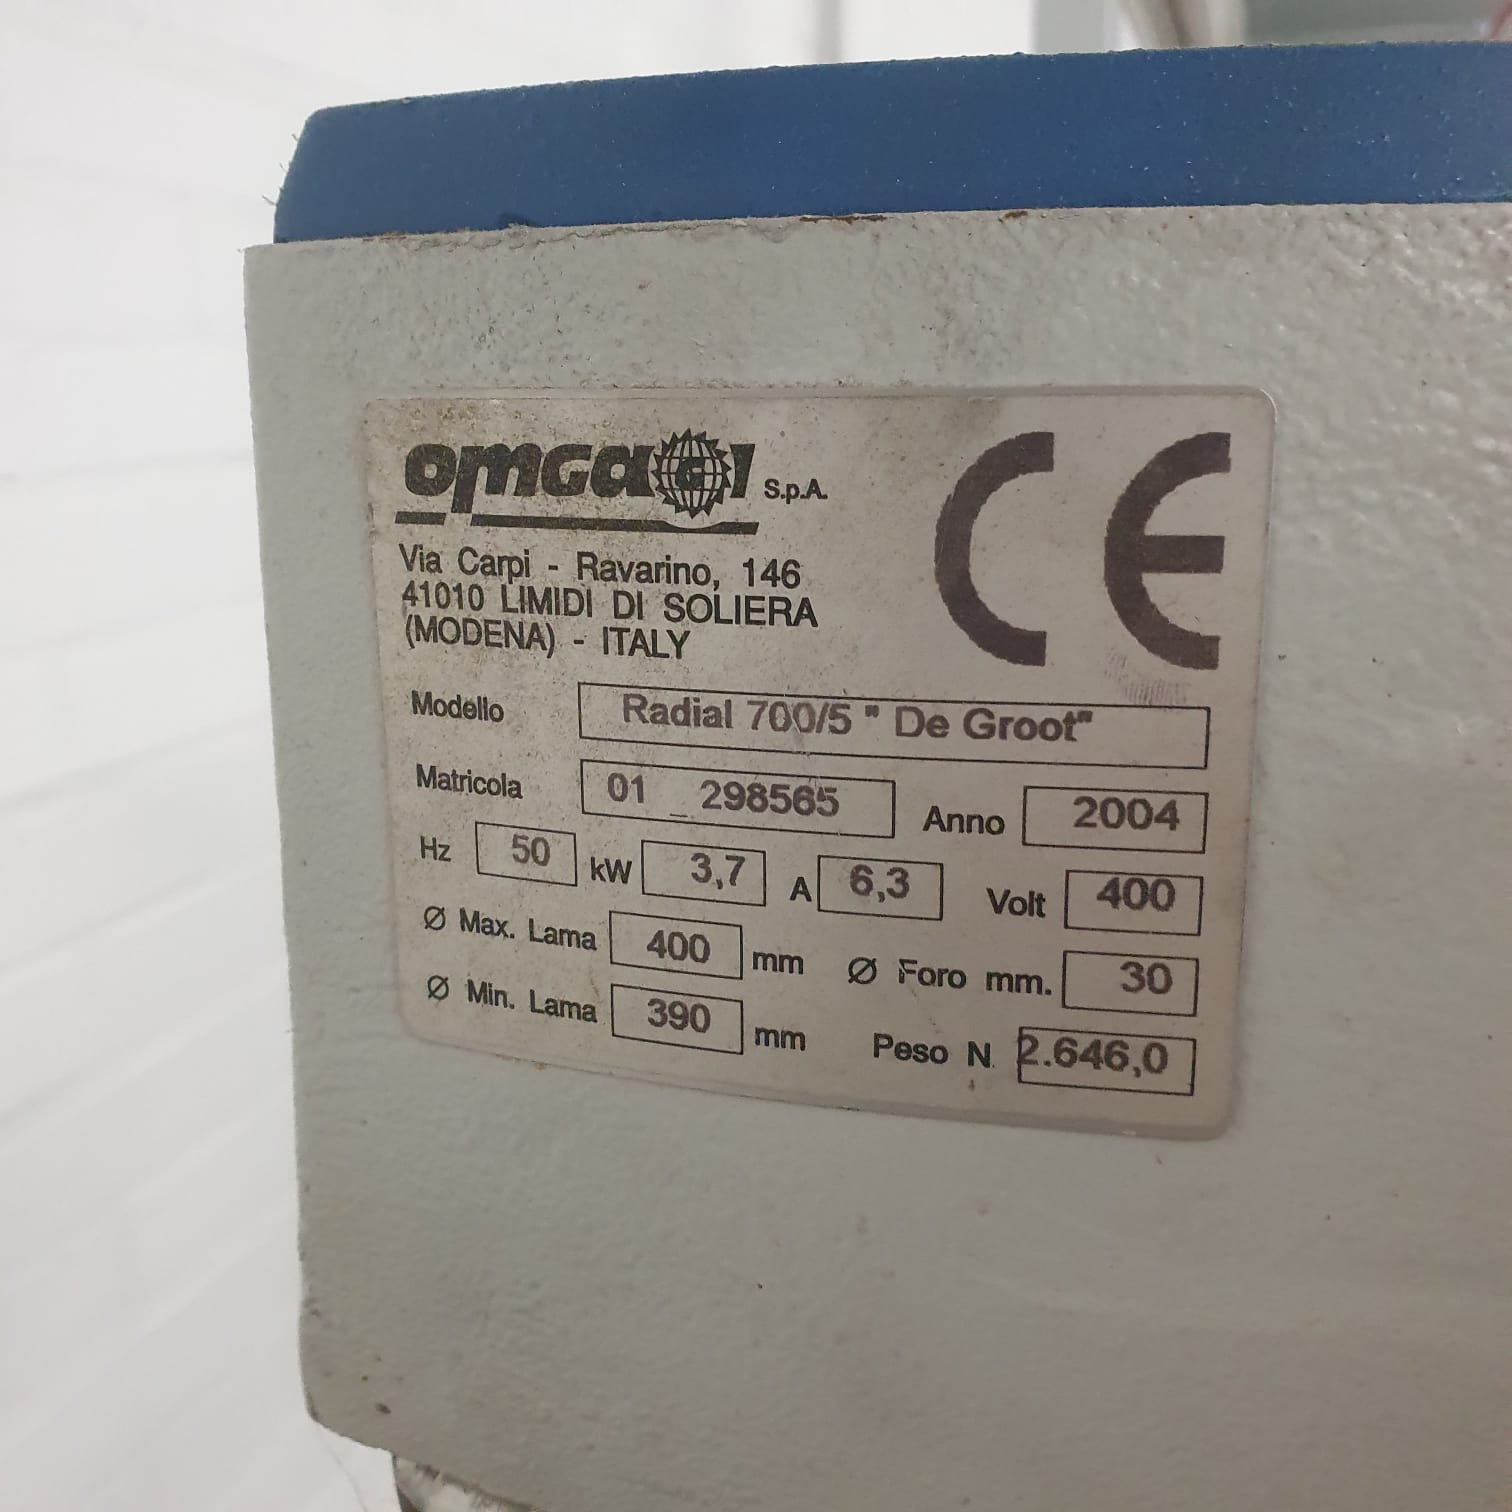 omga S.p.A.
CE
Via Carpi - Ravarino, 146
41010 LIMIDI DI SOLIERA
(MODENA) - ITALY
Modello Radial 700/5 " De Groot"
Matricola 01 _298565 Anno 2004
Hz 50 kW 3,7 A 6,3 Volt 400
Ø Max. Lama 400 mm Ø Foro mm. 30
Ø Min. Lama 390 mm Peso N 2.646,0